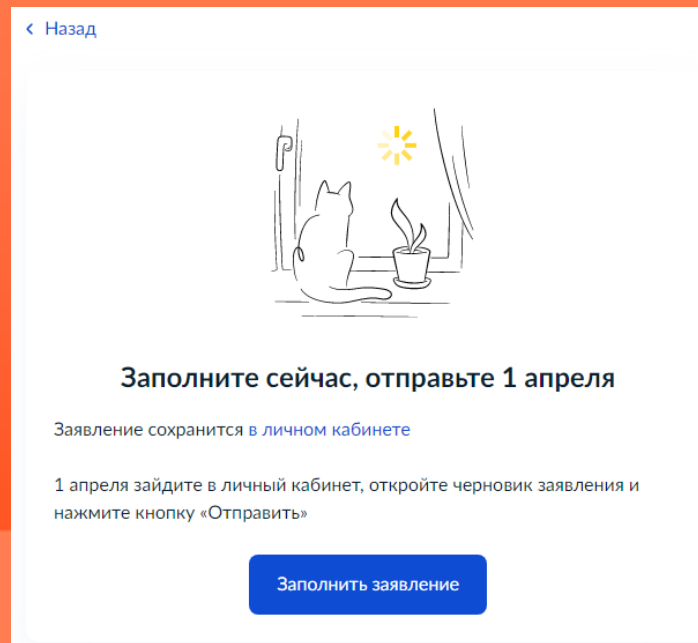 Назад
Заполните сейчас, отправьте 1 апреля
Заявление сохранится в личном кабинете
1 апреля зайдите в личный кабинет, откройте черновик заявления и
нажмите кнопку «Отправить»
Заполнить заявление